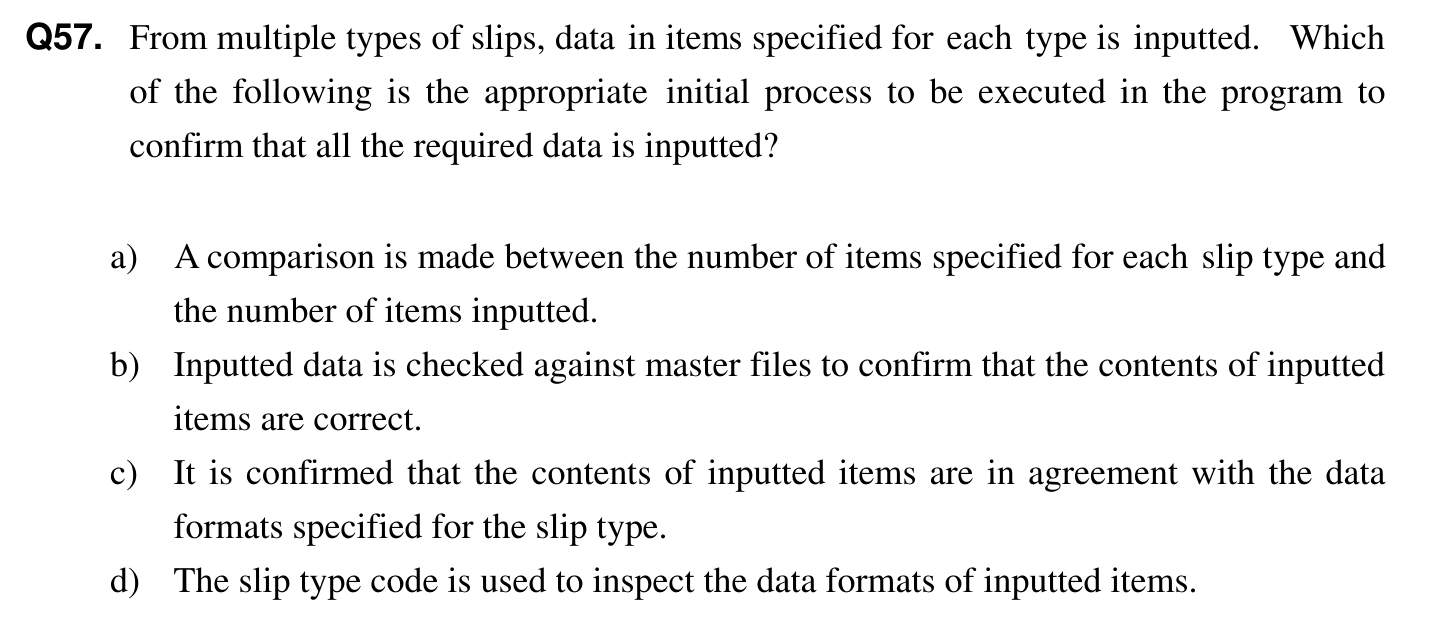 Q57. From multiple types of slips, data in items specified for each type is inputted. Which
of the following is the appropriate initial process to be executed in the program to
confirm that all the required data is inputted?
a) A comparison is made between the number of items specified for each slip type and
the number of items inputted.
b) Inputted data is checked against master files to confirm that the contents of inputted
items are correct.
c) It is confirmed that the contents of inputted items are in agreement with the data
formats specified for the slip type.
d) The slip type code is used to inspect the data formats of inputted items.